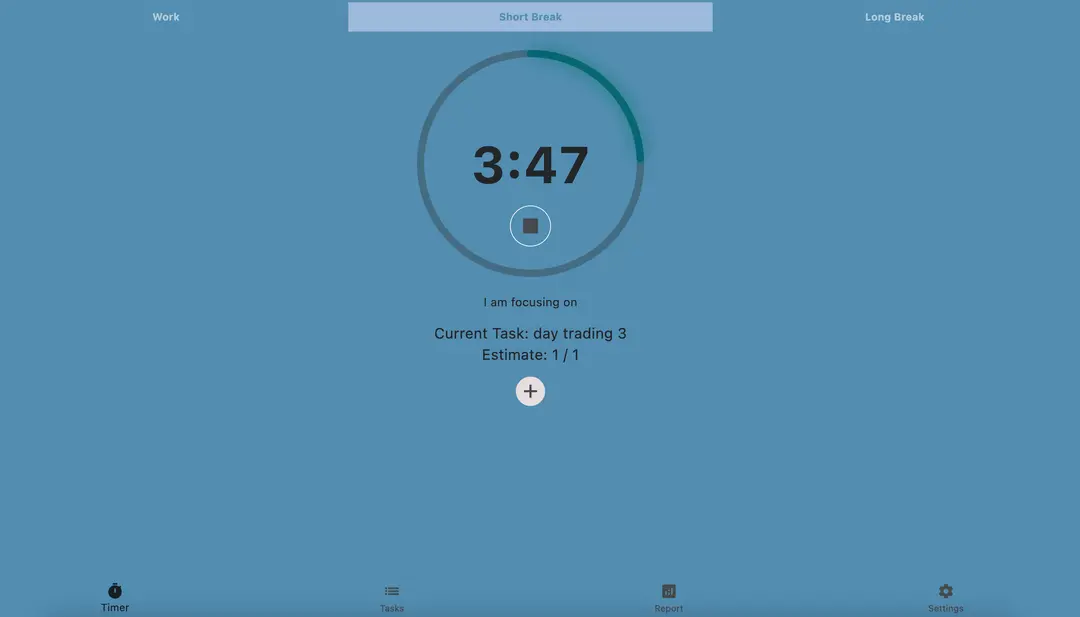 Work
Short Break
Long Break
3:47
I am focusing on
Current Task: day trading 3
Estimate: 1 / 1
Timer
Tasks
Report
Settings